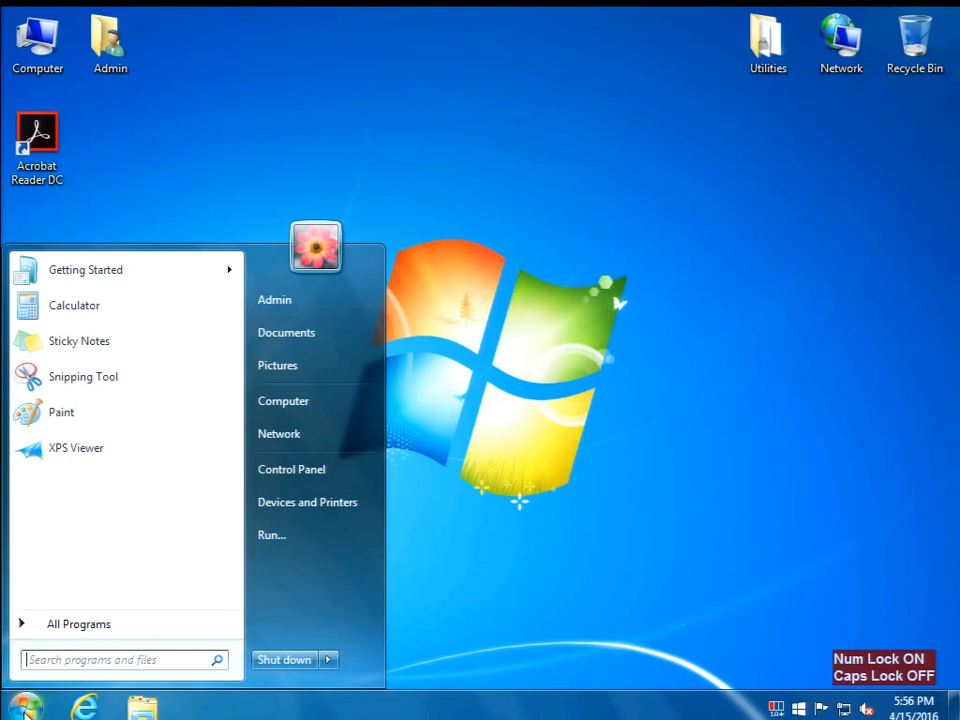 Computer
Admin
Utilities
Network
Recycle Bin
Acrobat
Reader DC
Getting Started
Calculator
Sticky Notes
Snipping Tool
Paint
XPS Viewer
All Programs
Search programs and files
Admin
Documents
Pictures
Computer
Network
Control Panel
Devices and Printers
Run...
Shut down
Num Lock ON
Caps Lock OFF
5:56 PM
4/15/2016